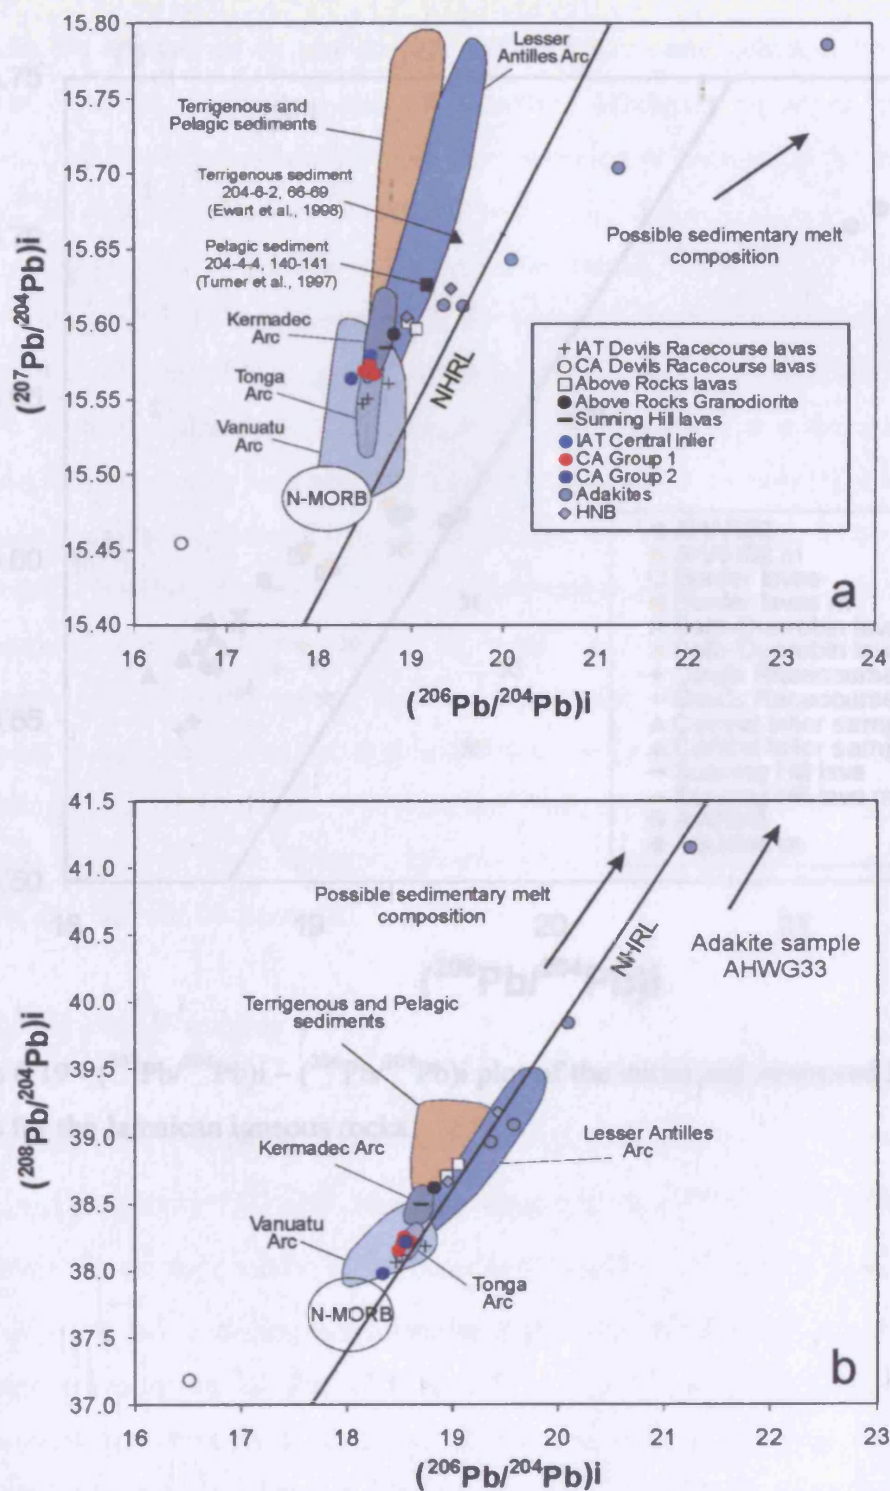 15.80
15.75
15.70
15.65
15.60
15.55
15.50
15.45
15.40
(²⁰⁷Pb/²⁰⁴Pb)i
Lesser
Antilles Arc
Terrigenous and
Pelagic sediments
Terrigenous sediment
204-6-2, 66-69
(Ewart et al., 1998)
Pelagic sediment
204-4-4, 140-141
(Turner et al., 1997)
Kermadec
Arc
Tonga
Arc
Vanuatu
Arc
N-MORB
NHRL
Possible sedimentary melt
composition
IAT Devils Racecourse lavas
CA Devils Racecourse lavas
Above Rocks lavas
Above Rocks Granodiorite
Sunning Hill lavas
IAT Central Inlier
CA Group 1
CA Group 2
Adakites
HNB
a
16 17 18 19 20 21 22 23 24
(²⁰⁶Pb/²⁰⁴Pb)i
41.5
41.0
40.5
40.0
39.5
39.0
38.5
38.0
37.5
37.0
(²⁰⁸Pb/²⁰⁴Pb)i
Possible sedimentary melt
composition
NHRL
Adakite sample
AHWG33
Terrigenous and Pelagic
sediments
Kermadec Arc
Lesser Antilles
Arc
Vanuatu
Arc
Tonga
Arc
N-MORB
b
16 17 18 19 20 21 22 23
(²⁰⁶Pb/²⁰⁴Pb)i